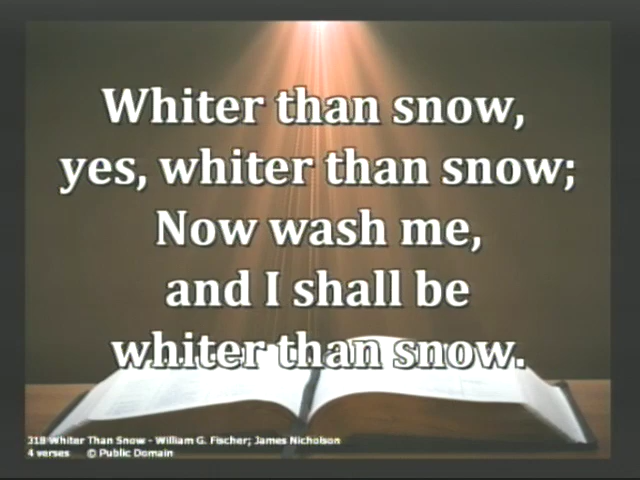 Whiter than snow,
yes, whiter than snow;
Now wash me,
and I shall be
whiter than snow.
318 Whiter Than Snow - William G. Fischer; James Nicholson
4 verses © Public Domain